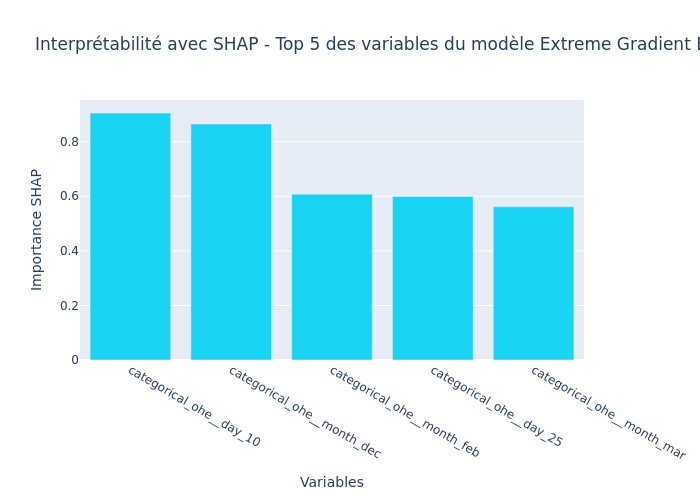 Interprétabilité avec SHAP - Top 5 des variables du modèle Extreme Gradient
Importance SHAP
0.8
0.6
0.4
0.2
0
categorical_ohe__day_10
categorical_ohe__month_dec
categorical_ohe__month_feb
categorical_ohe__day_25
categorical_ohe__month_mar
Variables